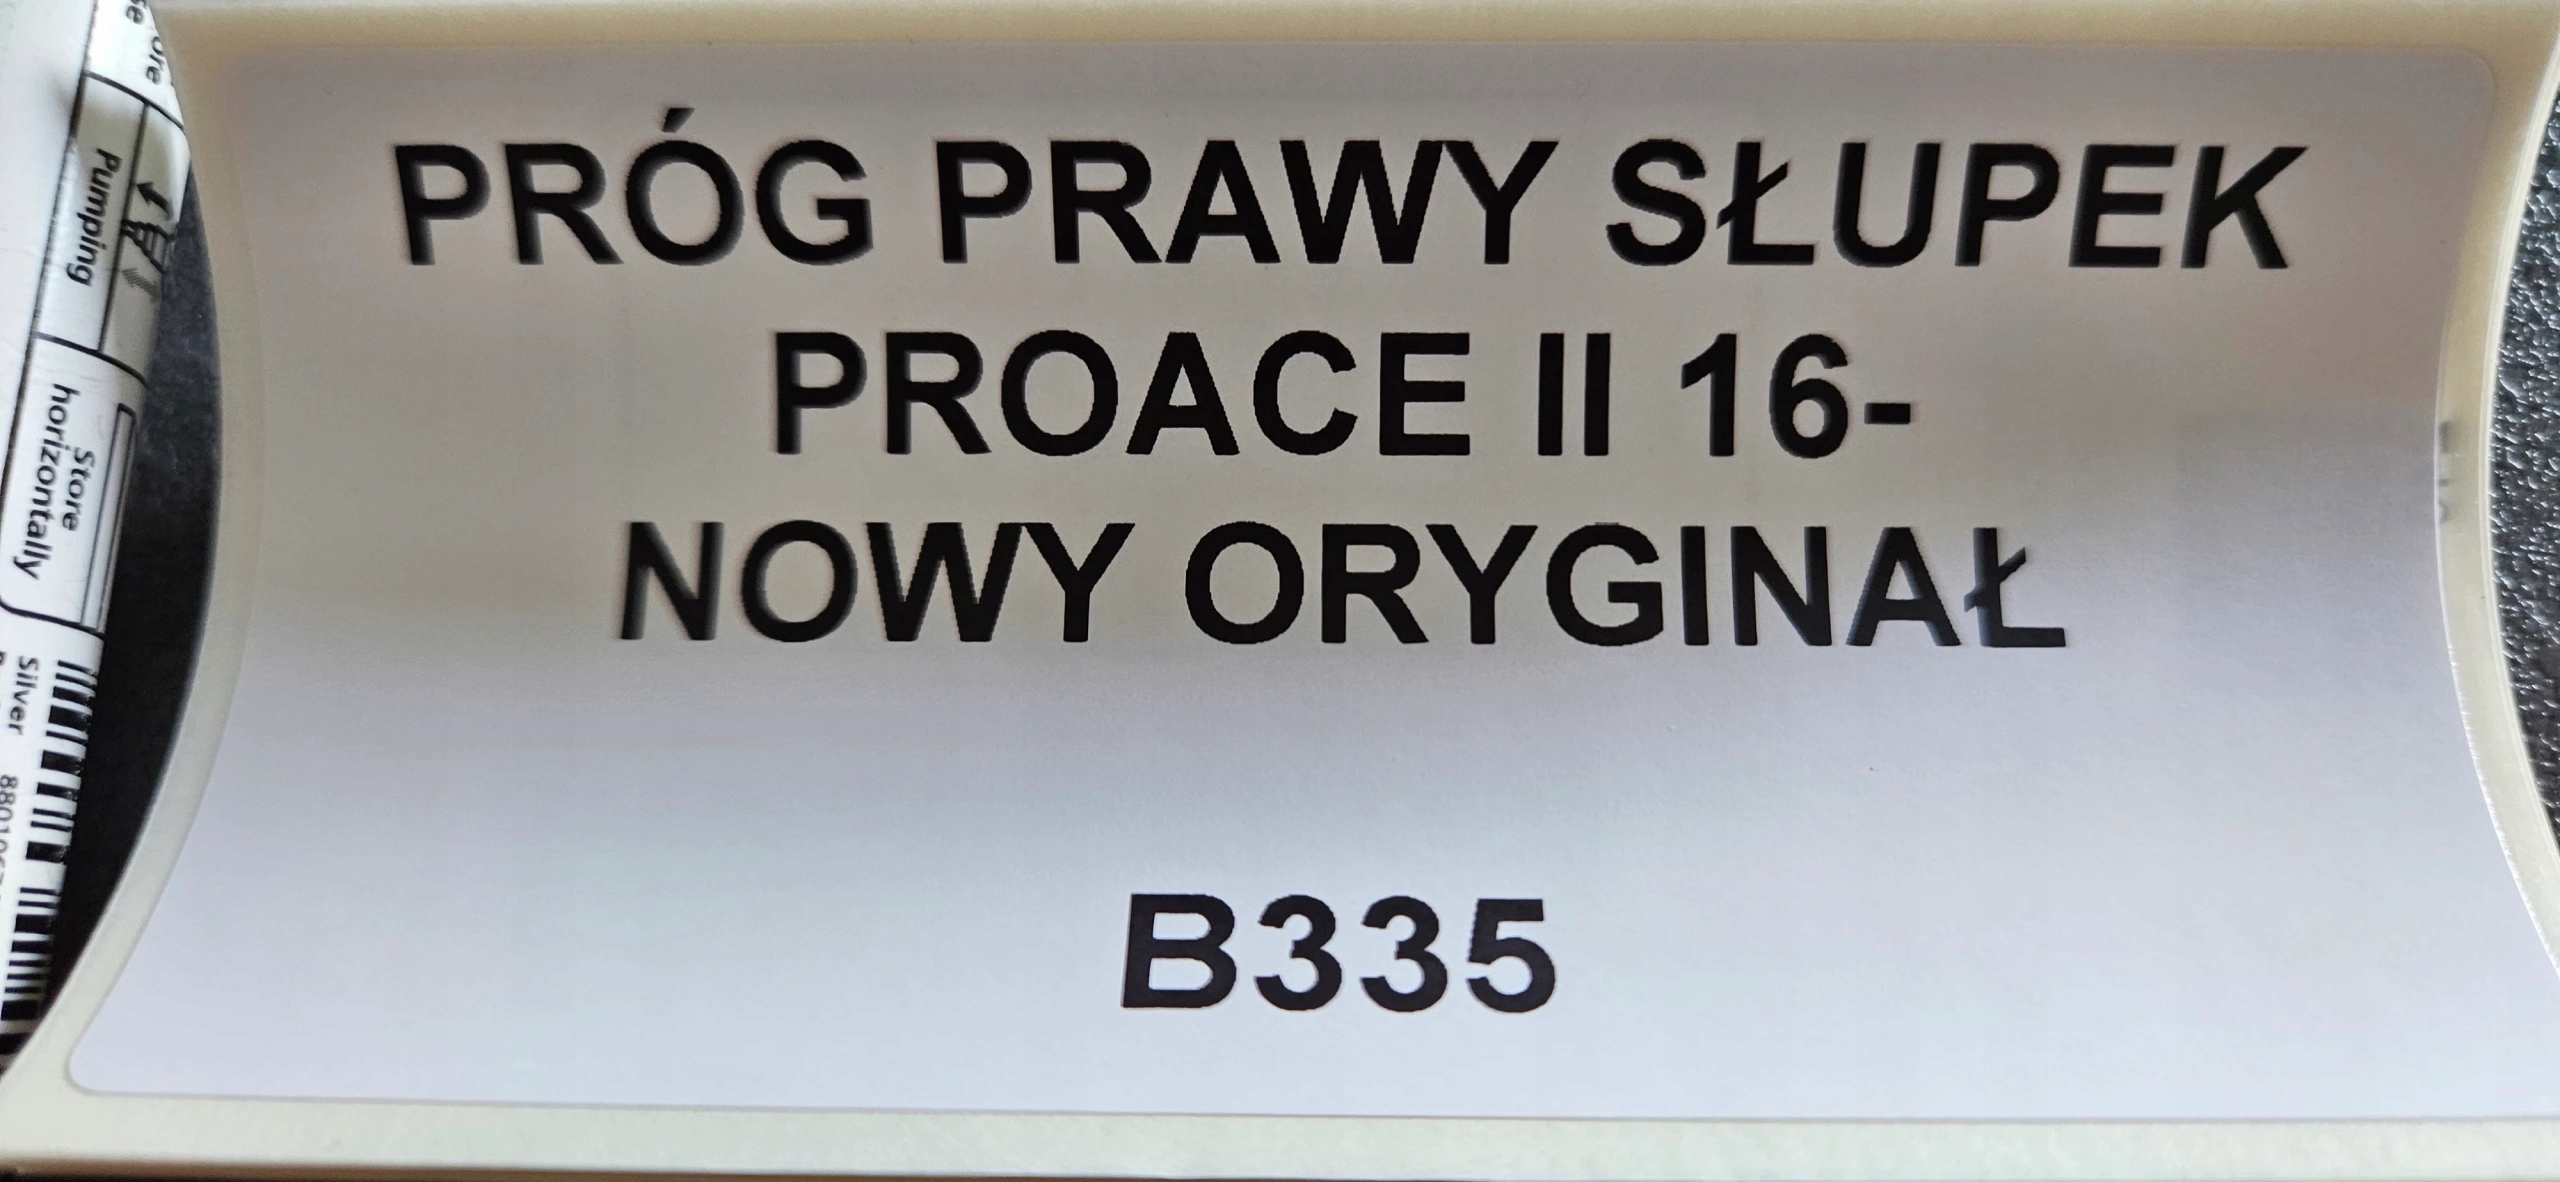 PRÓG PRAWY SŁUPEK
PROACE II 16-
NOWY ORYGINAŁ
B335
Pumping
Store
horizontally
Silver